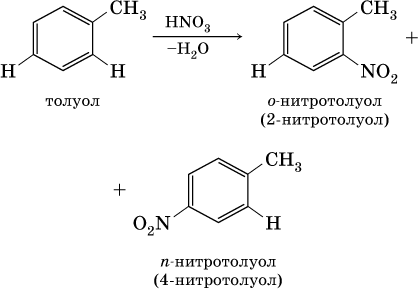 CH₃
HNO₃
CH₃
−H₂O
H
H
H
NO₂
+
толуол
о-нитротолуол
(2-нитротолуол)
+
CH₃
O₂N
H
п-нитротолуол
(4-нитротолуол)